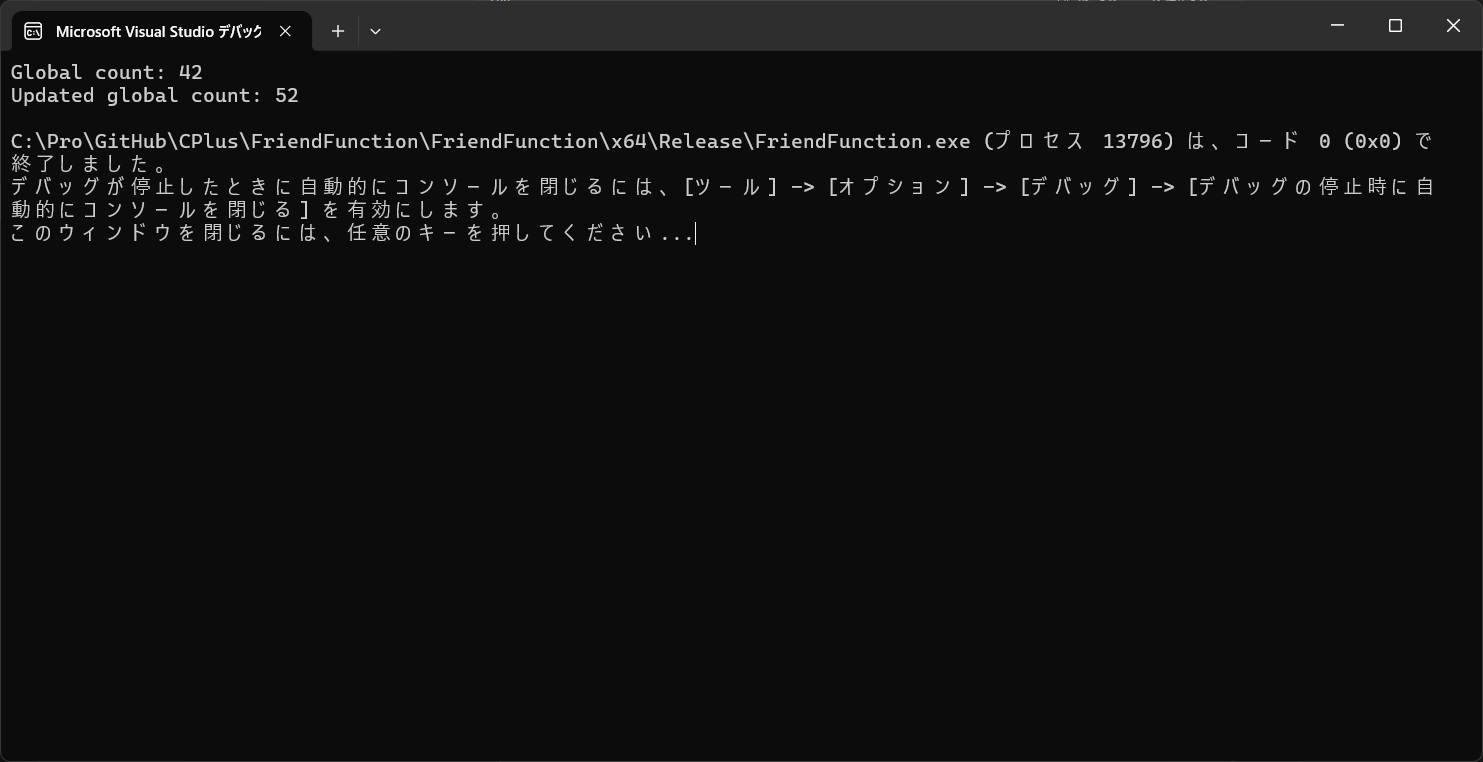 Microsoft Visual Studio デバッグ
Global count: 42
Updated global count: 52
C:\Pro\GitHub\CPlus\FriendFunction\FriendFunction\x64\Release\FriendFunction.exe (プロセス 13796) は、コード 0 (0x0) で
終了しました。
デバッグが停止したときに自動的にコンソールを閉じるには、[ツール] -> [オプション] -> [デバッグ] -> [デバッグの停止時に自
動的にコンソールを閉じる] を有効にします。
このウィンドウを閉じるには、任意のキーを押してください...